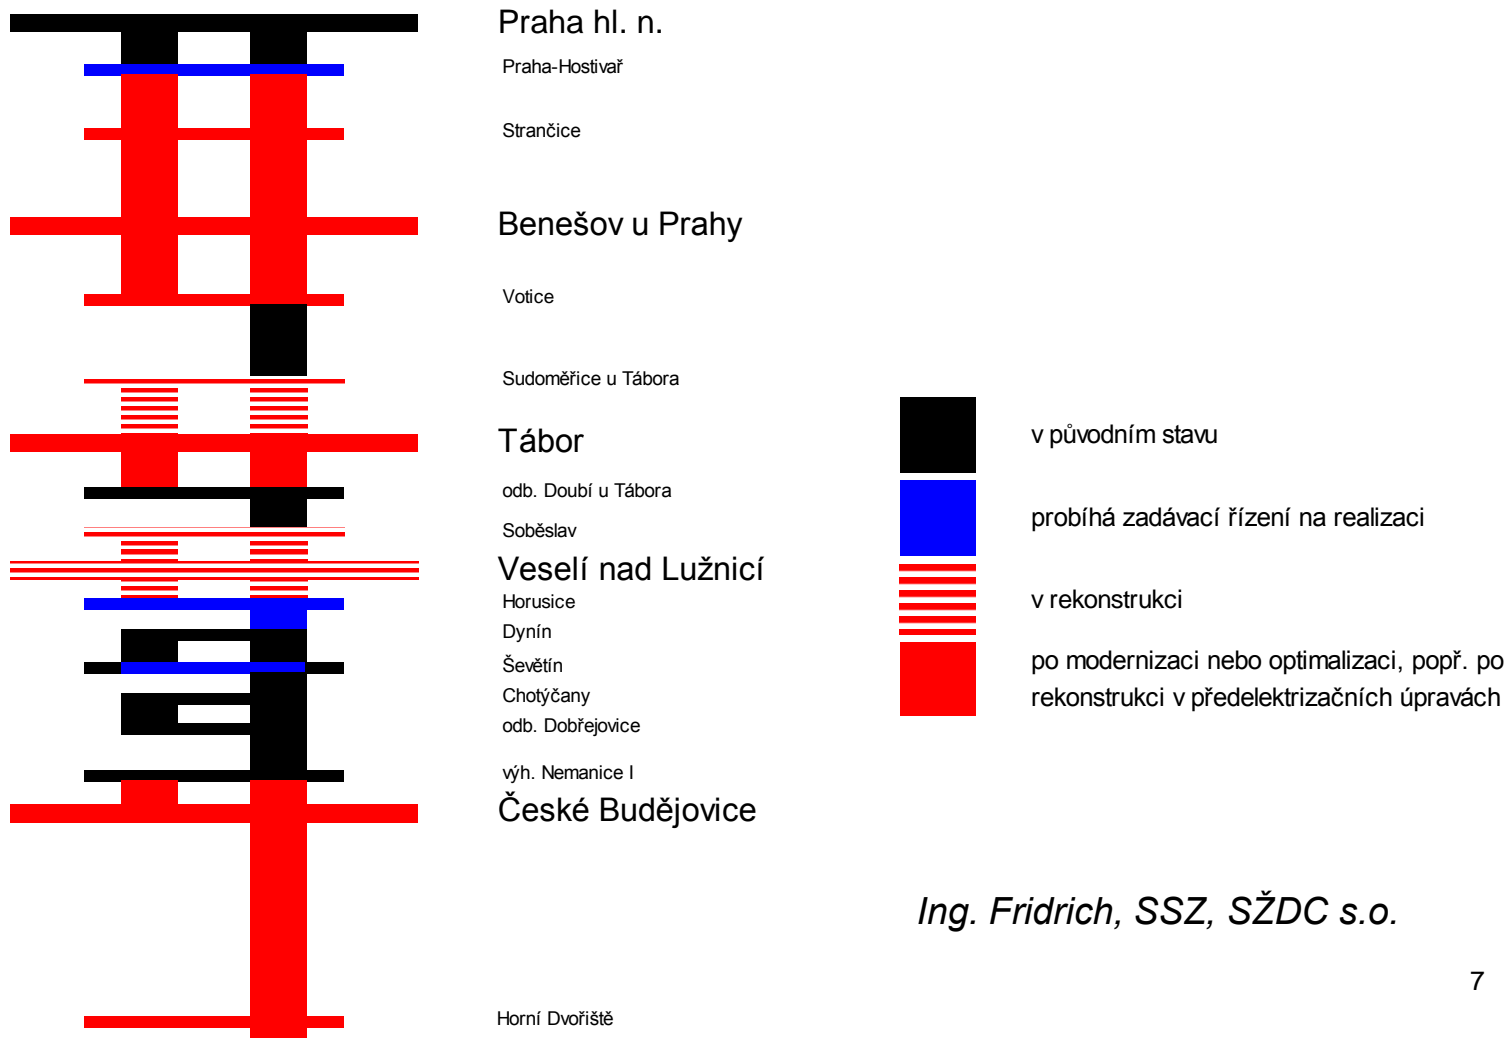 Praha hl. n.
Praha-Hostivař
Strančice
Benešov u Prahy
Votice
Sudoměřice u Tábora
Tábor
odb. Doubí u Tábora
Soběslav
Veselí nad Lužnicí
Horusice
Dynín
Ševětín
Chotýčany
odb. Dobřejovice
výh. Nemanice I
České Budějovice
Horní Dvořiště
v původním stavu
probíhá zadávací řízení na realizaci
v rekonstrukci
po modernizaci nebo optimalizaci, popř. po
rekonstrukci v předelektrizačních úpravách
Ing. Fridrich, SSZ, SŽDC s.o.
7